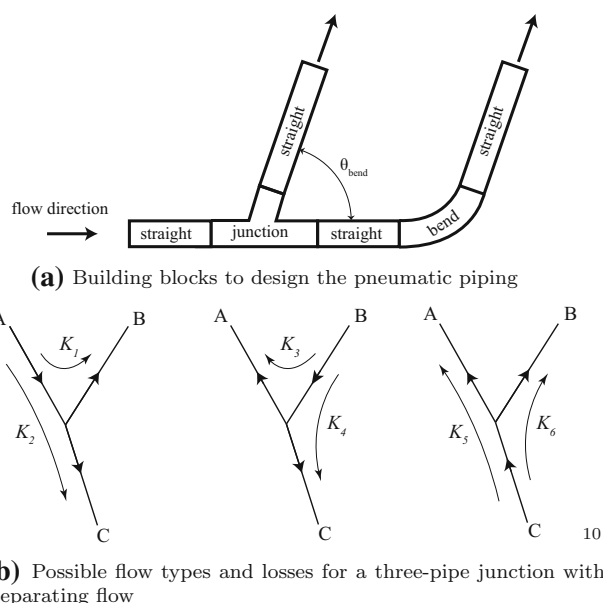 straight
straight
θbend
flow direction
straight
junction
straight
bend
(a) Building blocks to design the pneumatic piping
A
B
A
B
A
B
K1
K3
K2
K4
K5
K6
C
C
C
10
b) Possible flow types and losses for a three-pipe junction with
eparating flow